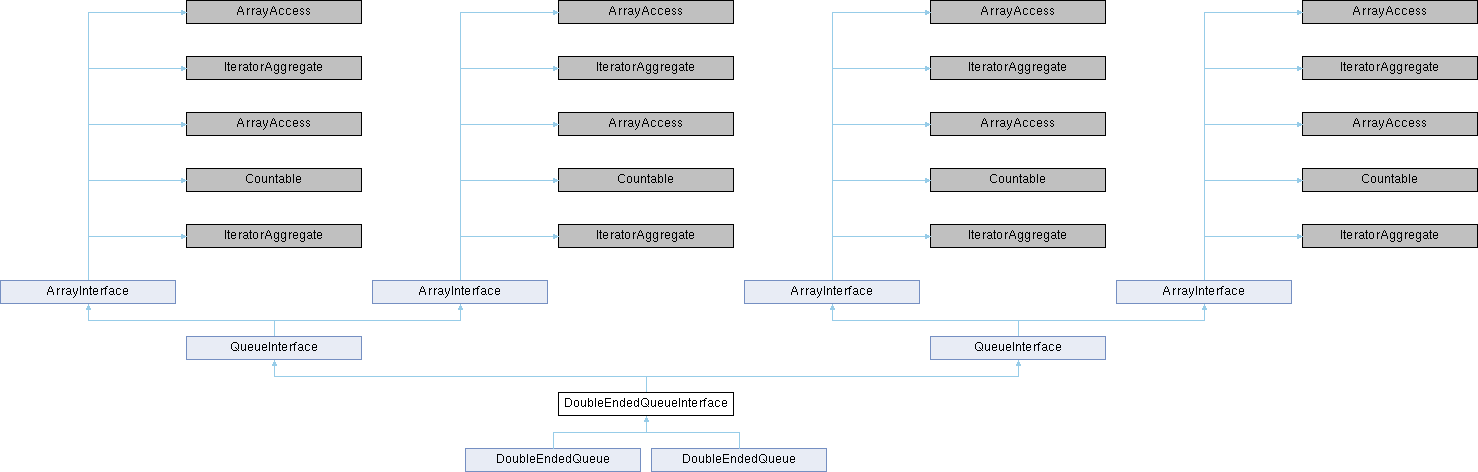 ArrayAccess ArrayAccess ArrayAccess ArrayAccess
IteratorAggregate IteratorAggregate IteratorAggregate IteratorAggregate
ArrayAccess ArrayAccess ArrayAccess ArrayAccess
Countable Countable Countable Countable
IteratorAggregate IteratorAggregate IteratorAggregate IteratorAggregate
ArrayInterface ArrayInterface ArrayInterface ArrayInterface
QueueInterface QueueInterface
DoubleEndedQueueInterface
DoubleEndedQueue DoubleEndedQueue